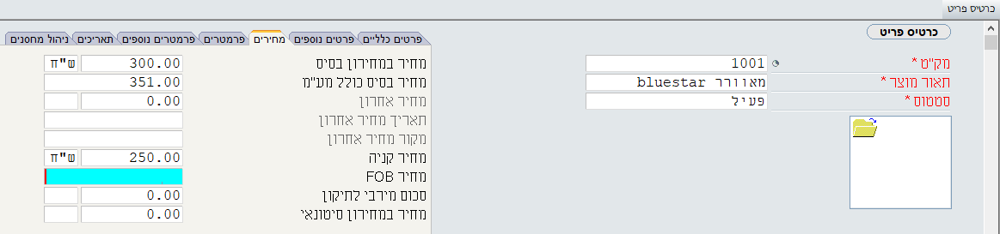 כרטיס פריט
כרטיס פריט
מק"ט * 1001
תאור מוצר * מאוורר bluestar
סטטוס * פעיל
פרטים כלליים פרטים נוספים מחירים פרמטרים פרמטרים נוספים תאריכים ניהול מחסנים
מחיר במחירון בסיס 300.00 ש"ח
מחיר בסיס כולל מע"מ 351.00
מחיר אחרון 0.00
תאריך מחיר אחרון
מקור מחיר אחרון
מחיר קניה 250.00 ש"ח
מחיר FOB
סכום מירבי לתיקון 0.00
מחיר במחירון סיטונאי 0.00